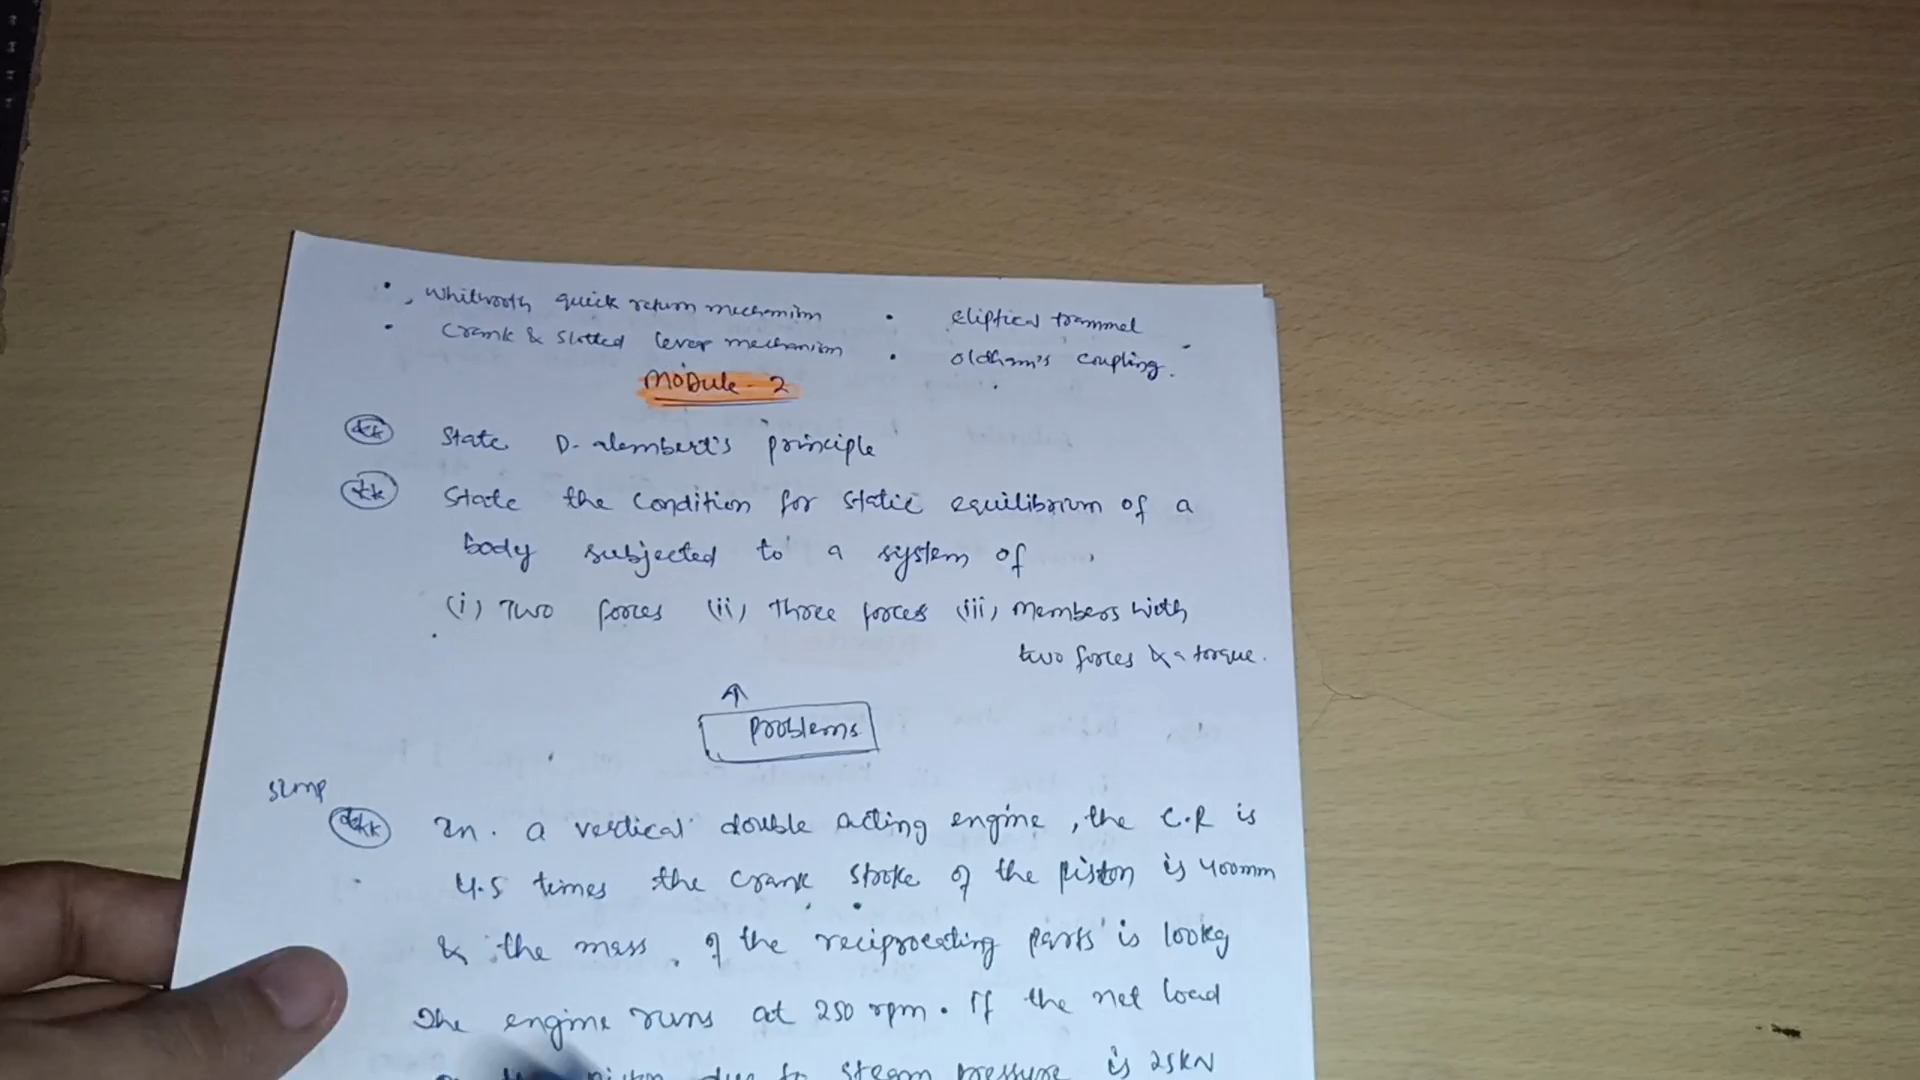 • , Whitworth quick return mechanism
• Crank & slotted lever mechanism
• eliptical trammel
• oldham's coupling.
MODule - 2
** State D-alembert's principle
** State the condition for static equilibrium of a
body subjected to a system of
(i) Two forces (ii) Three forces (iii) Members with
two forces & a torque.
Problems
*** In a vertical double acting engine, the C.R is
4.5 times the crank stroke of the piston is 400mm
& the mass of the reciprocating parts is 100kg
The engine runs at 250 rpm. If the net load
piston due to steam pressure is 25kN